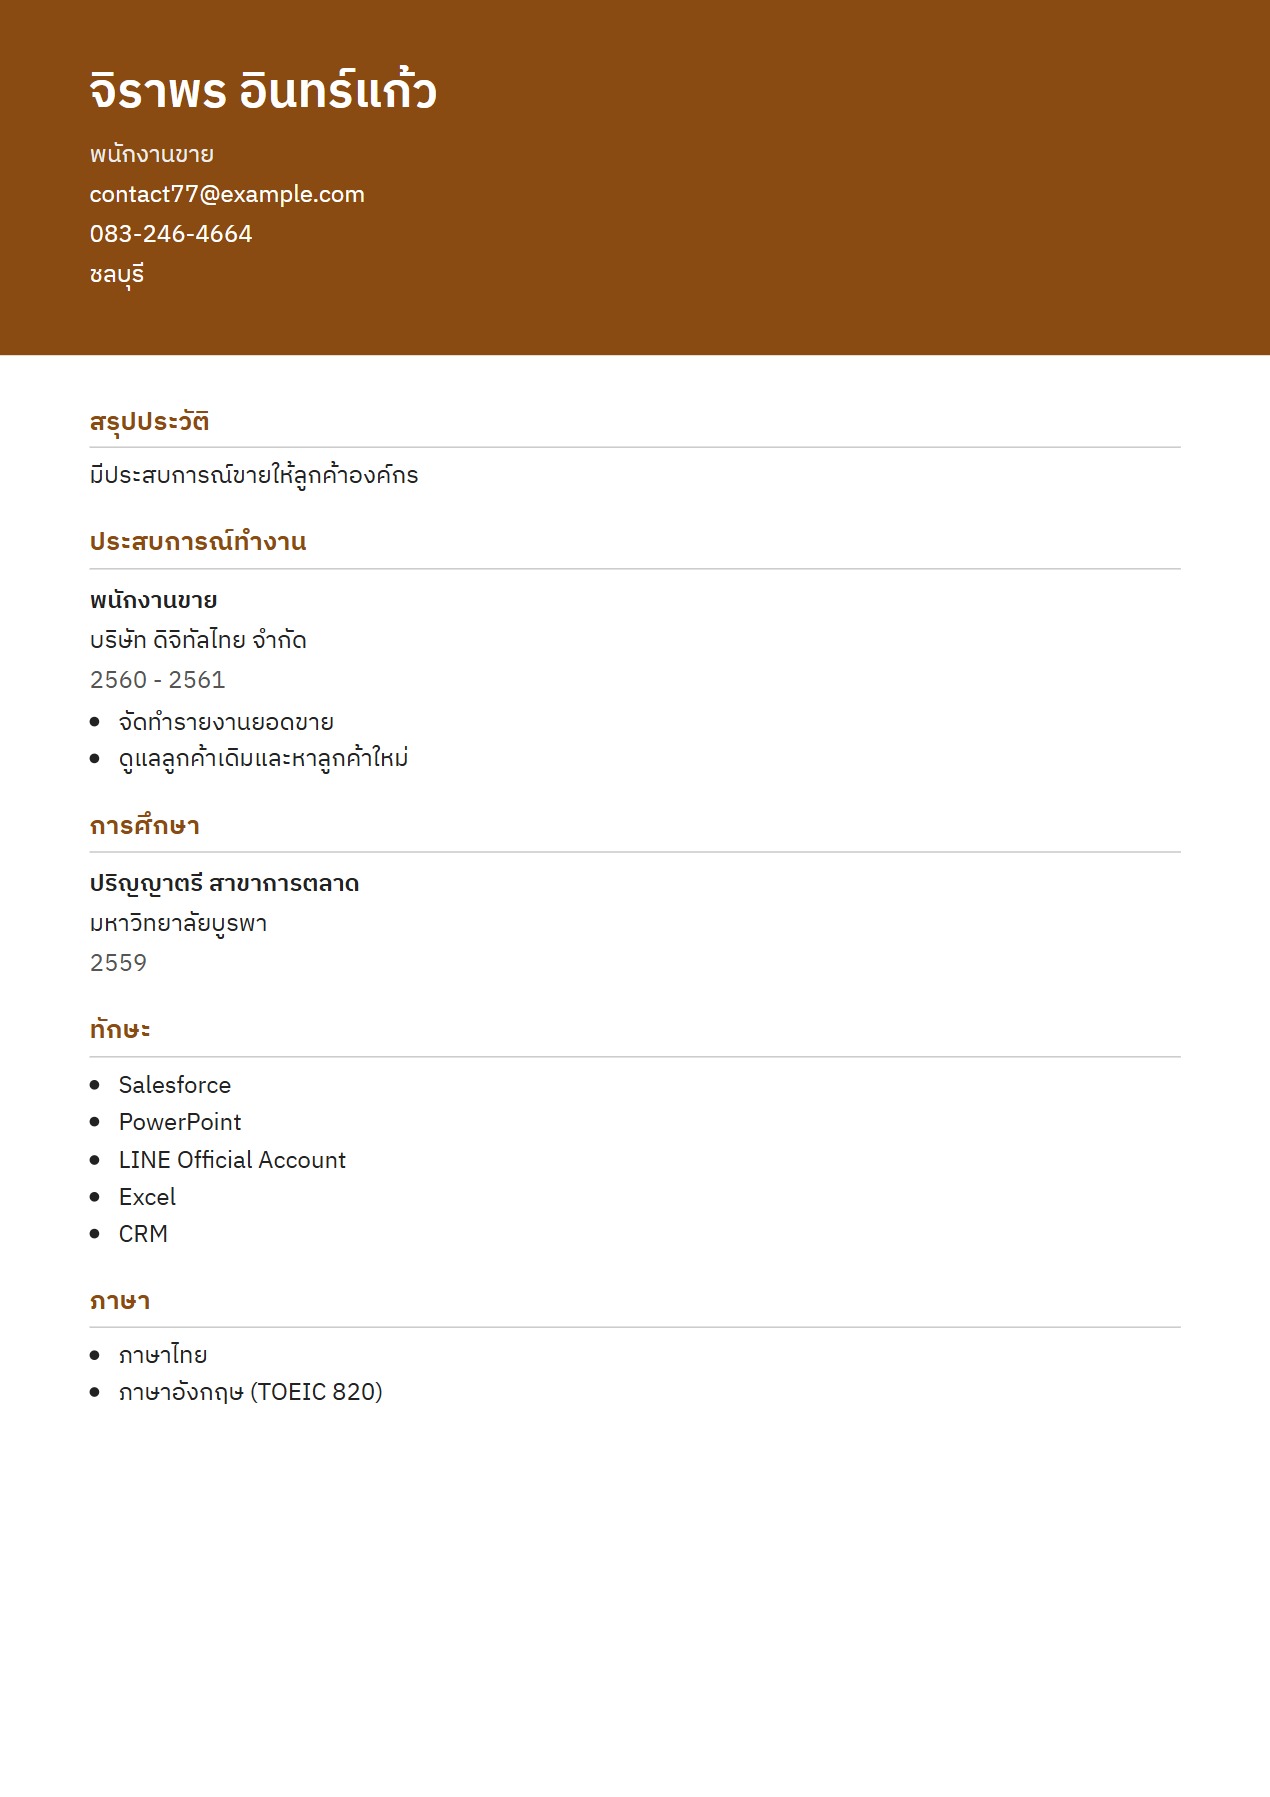 จิราพร อินทร์แก้ว
พนักงานขาย
contact77@example.com
083-246-4664
ชลบุรี
สรุปประวัติ
มีประสบการณ์ขายให้ลูกค้าองค์กร
ประสบการณ์ทำงาน
พนักงานขาย
บริษัท ดิจิทัลไทย จำกัด
2560 - 2561
• จัดทำรายงานยอดขาย
• ดูแลลูกค้าเดิมและหาลูกค้าใหม่
การศึกษา
ปริญญาตรี สาขาการตลาด
มหาวิทยาลัยบูรพา
2559
ทักษะ
• Salesforce
• PowerPoint
• LINE Official Account
• Excel
• CRM
ภาษา
• ภาษาไทย
• ภาษาอังกฤษ (TOEIC 820)